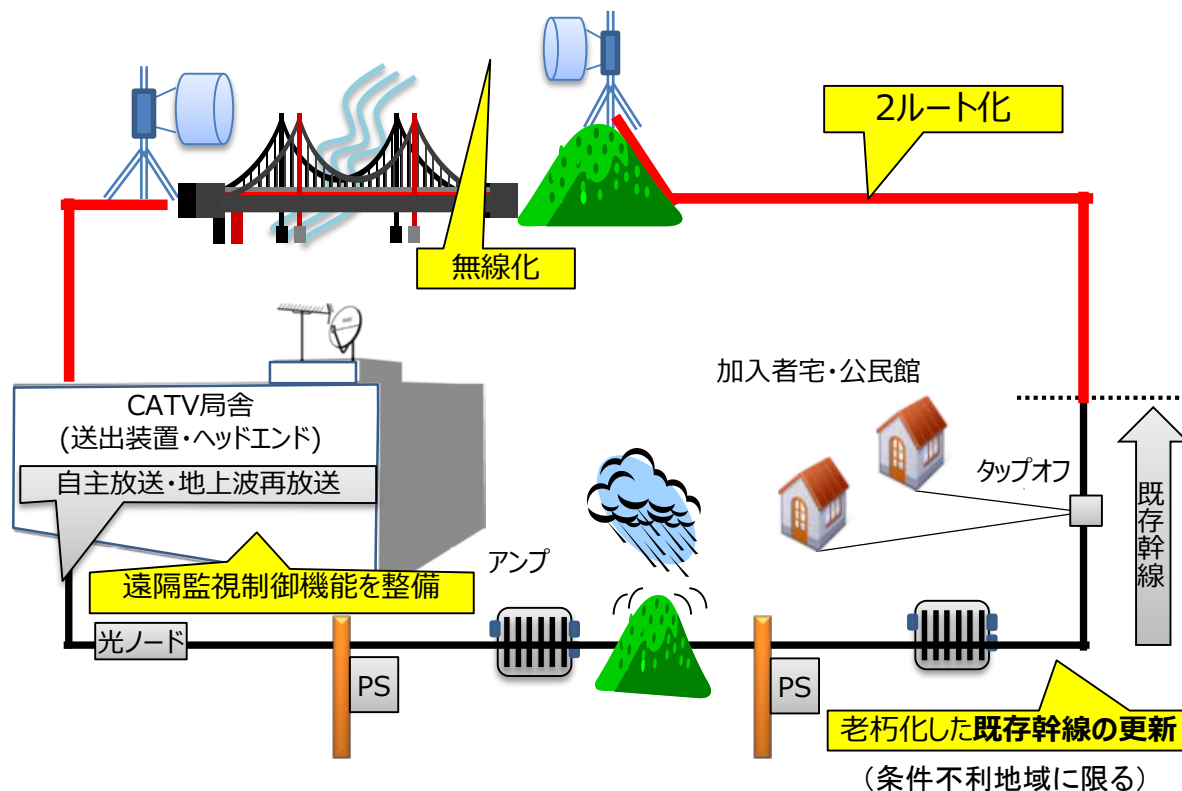 2ルート化
無線化
加入者宅・公民館
CATV局舎
(送出装置・ヘッドエンド)
自主放送・地上波再放送
タップオフ
既存幹線
遠隔監視制御機能を整備
アンプ
光ノード
PS
PS
老朽化した既存幹線の更新
（条件不利地域に限る）